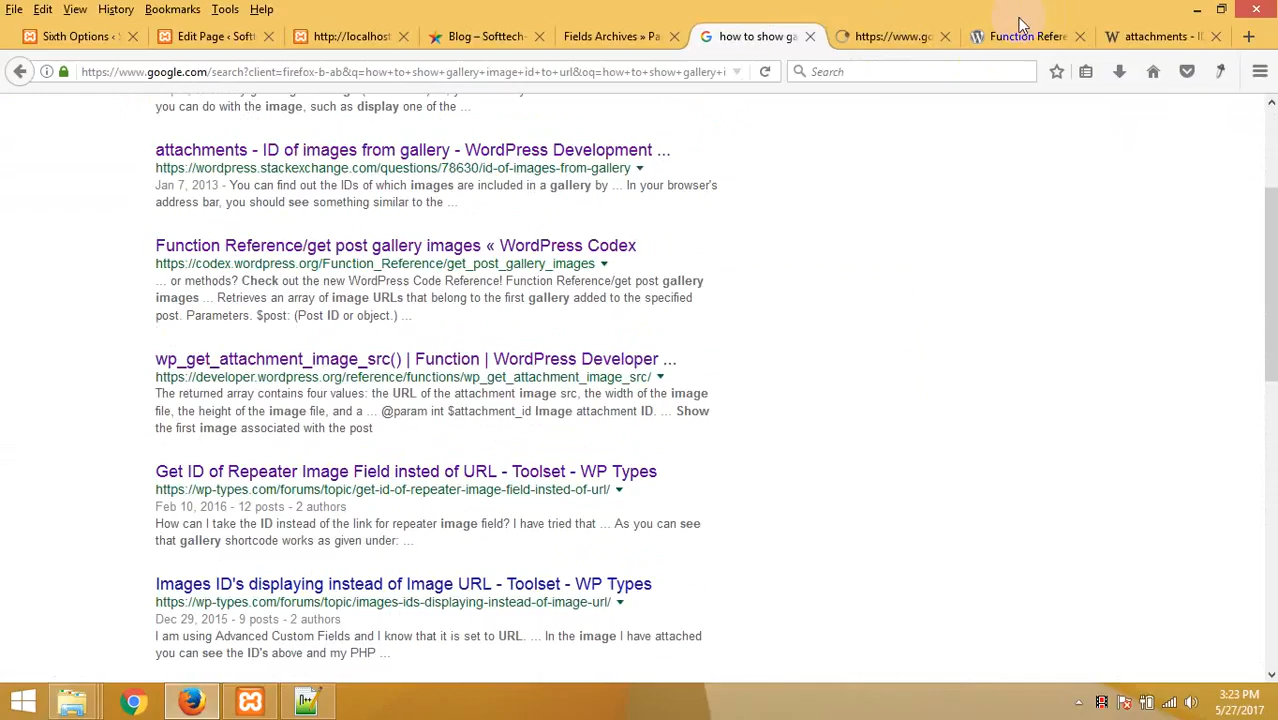 File Edit View History Bookmarks Tools Help
Sixth Options ‹ Edit Page ‹ Soft http://localhost Blog – Softtech- Fields Archives » Pa how to show ga https://www.go Function Refere attachments - ID
https://www.google.com/search?client=firefox-b-ab&q=how+to+show+gallery+image+id+to+url&oq=how+to+show+gallery+i
Search
you can do with the image, such as display one of the ...
attachments - ID of images from gallery - WordPress Development ...
https://wordpress.stackexchange.com/questions/78630/id-of-images-from-gallery
Jan 7, 2013 - You can find out the IDs of which images are included in a gallery by ... In your browser's
address bar, you should see something similar to the ...
Function Reference/get post gallery images « WordPress Codex
https://codex.wordpress.org/Function_Reference/get_post_gallery_images
... or methods? Check out the new WordPress Code Reference! Function Reference/get post gallery
images ... Retrieves an array of image URLs that belong to the first gallery added to the specified
post. Parameters. $post: (Post ID or object.) ...
wp_get_attachment_image_src() | Function | WordPress Developer ...
https://developer.wordpress.org/reference/functions/wp_get_attachment_image_src/
The returned array contains four values: the URL of the attachment image src, the width of the image
file, the height of the image file, and a ... @param int $attachment_id Image attachment ID. ... Show
the first image associated with the post
Get ID of Repeater Image Field insted of URL - Toolset - WP Types
https://wp-types.com/forums/topic/get-id-of-repeater-image-field-insted-of-url/
Feb 10, 2016 - 12 posts - 2 authors
How can I take the ID instead of the link for repeater image field? I have tried that ... As you can see
that gallery shortcode works as given under: ...
Images ID's displaying instead of Image URL - Toolset - WP Types
https://wp-types.com/forums/topic/images-ids-displaying-instead-of-image-url/
Dec 29, 2015 - 9 posts - 2 authors
I am using Advanced Custom Fields and I know that it is set to URL. ... In the image I have attached
you can see the ID's above and my PHP ...
3:23 PM
5/27/2017